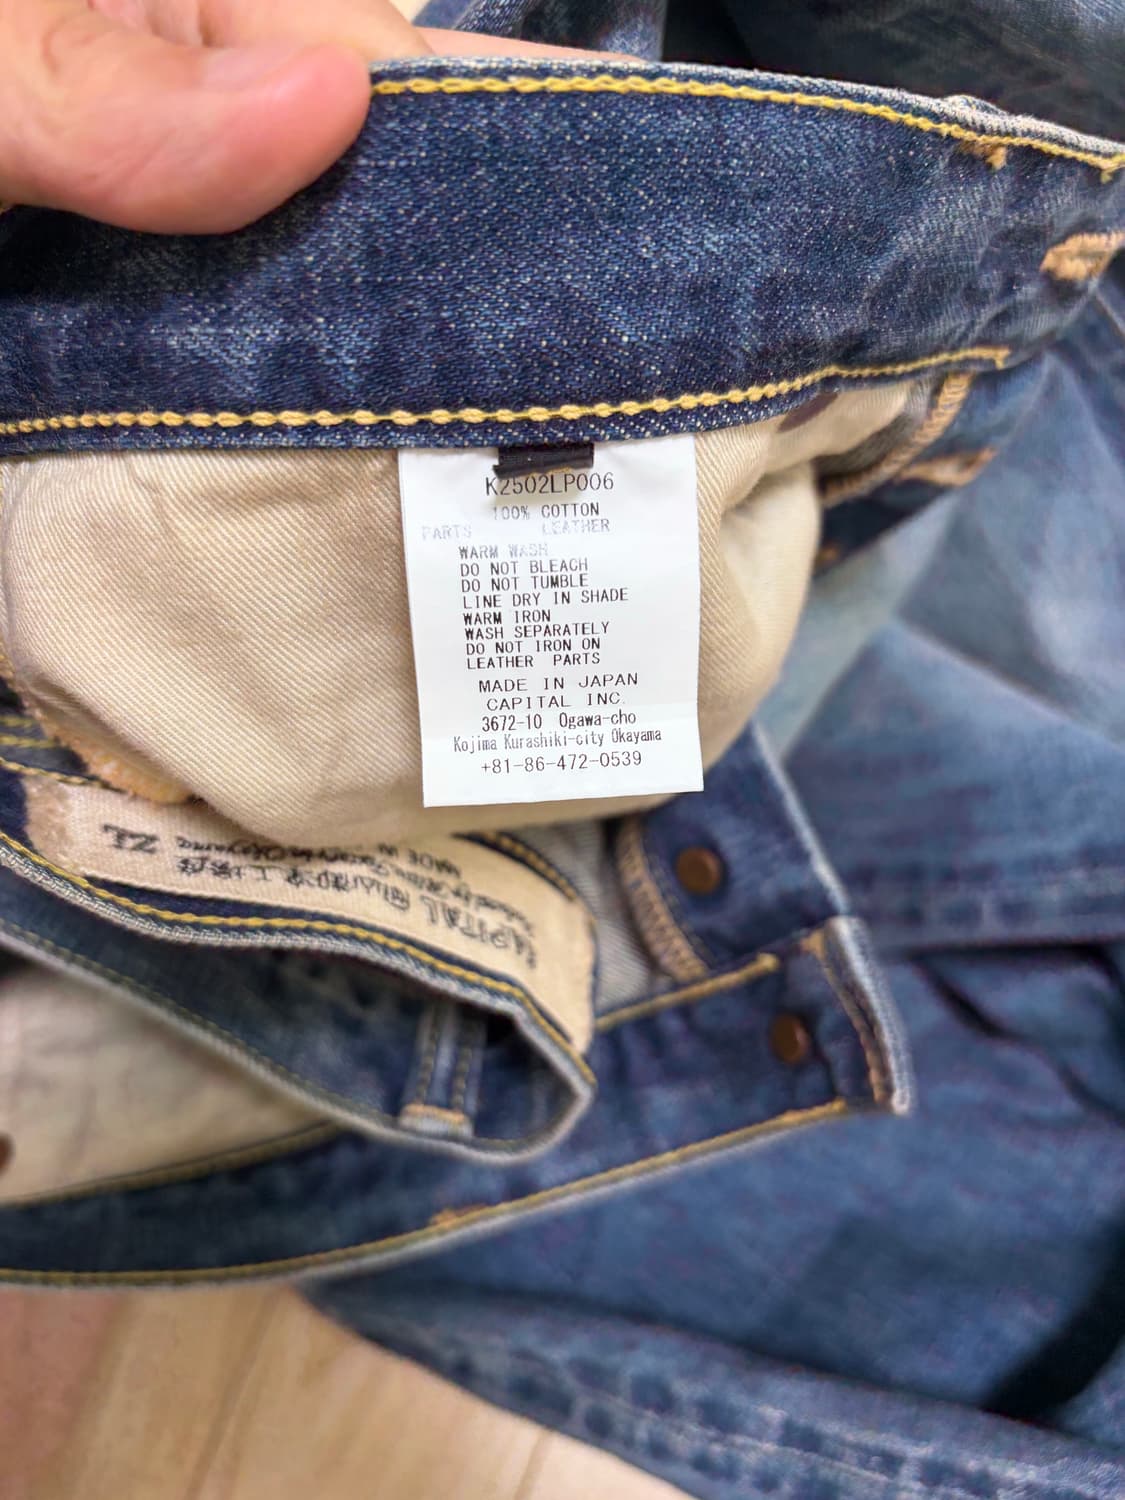 K2502LP006
100% COTTON
PARTS LEATHER
WARM WASH
DO NOT BLEACH
DO NOT TUMBLE
LINE DRY IN SHADE
WARM IRON
WASH SEPARATELY
DO NOT IRON ON
LEATHER PARTS
MADE IN JAPAN
CAPITAL INC.
3672-10 Ogawa-cho
Kojima Kurashiki-city Okayama
+81-86-472-0539
CAPITAL
MADE